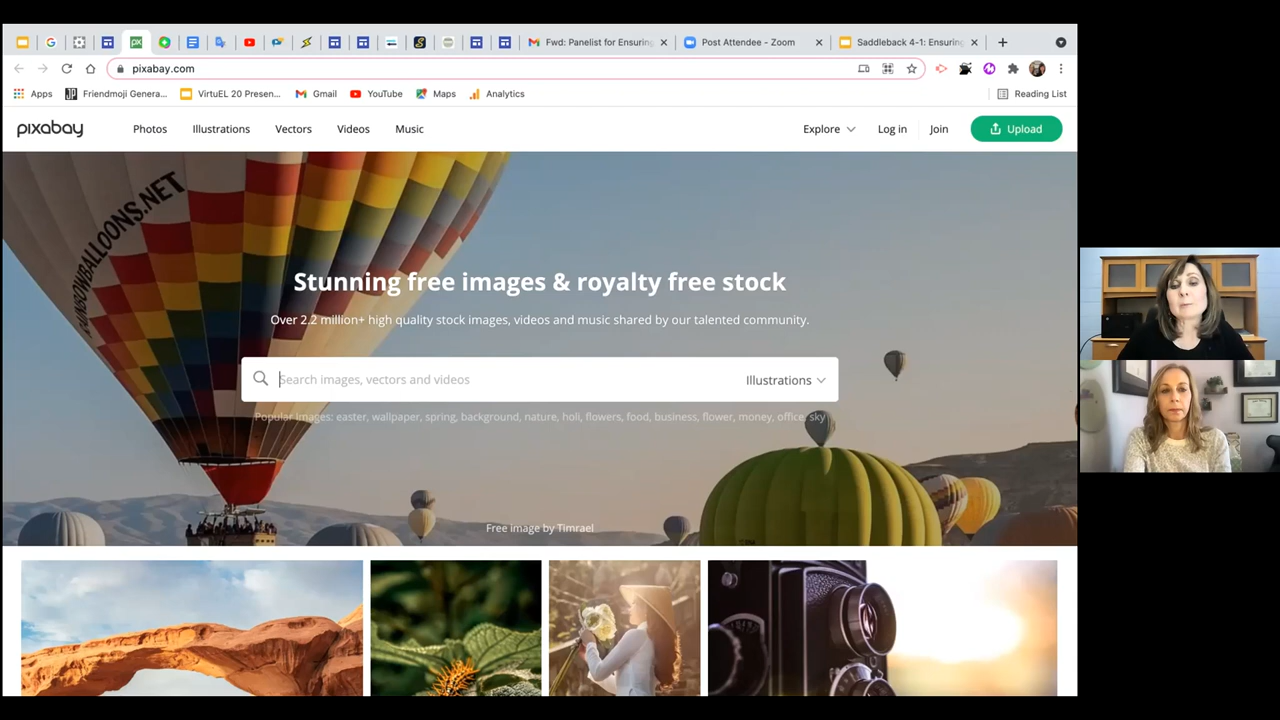 Fwd: Panelist for Ensuring
Post Attendee - Zoom
Saddleback 4-1: Ensuring
pixabay.com
Apps
Friendmoji Genera...
VirtuEL 20 Presen...
Gmail
YouTube
Maps
Analytics
Reading List
pixabay
Photos
Illustrations
Vectors
Videos
Music
Explore
Log in
Join
Upload
RAINBOWBALLOONS.NET
Stunning free images & royalty free stock
Over 2.2 million+ high quality stock images, videos and music shared by our talented community.
Search images, vectors and videos
Illustrations
Popular images: easter, wallpaper, spring, background, nature, holi, flowers, food, business, flower, money, office, sky
Free image by Timrael